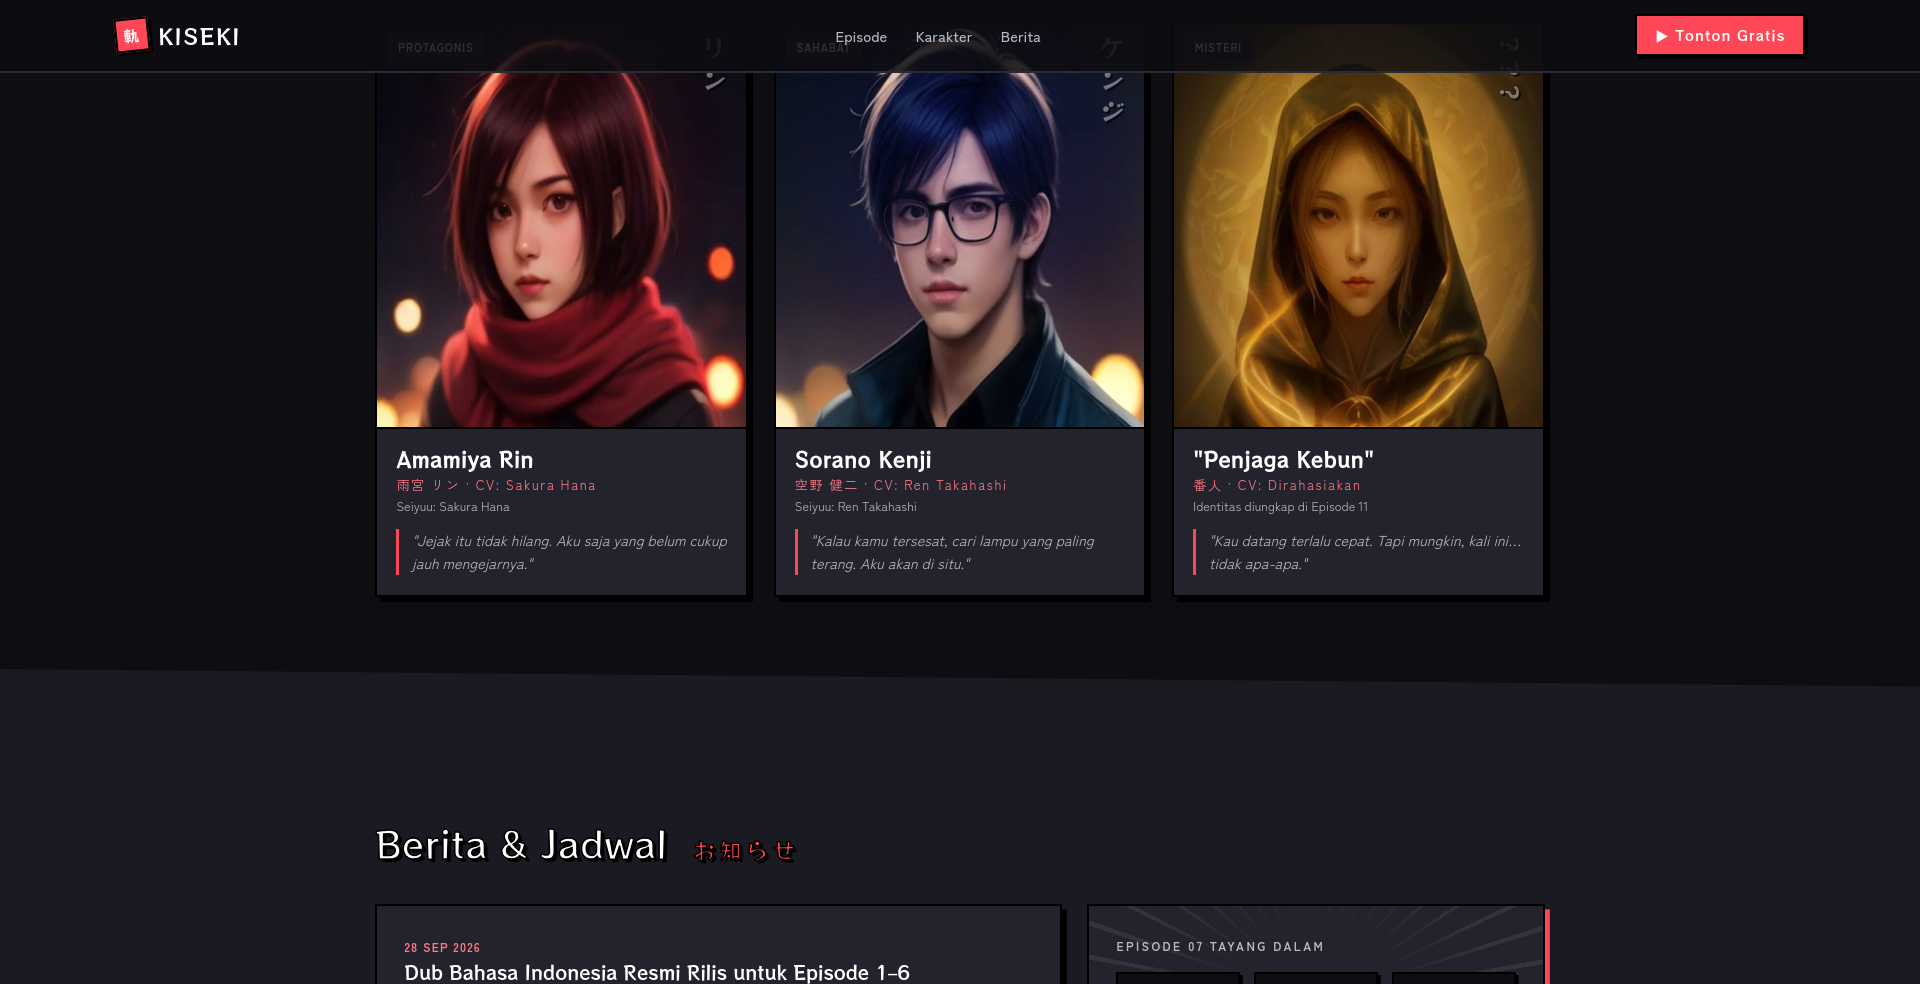 軌 KISEKI
Episode Karakter Berita
▶ Tonton Gratis
PROTAGONIS
リン
SAHABAT
ケンジ
MISTERI
???
Amamiya Rin
雨宮 リン · CV: Sakura Hana
Seiyuu: Sakura Hana
"Jejak itu tidak hilang. Aku saja yang belum cukup
jauh mengejarnya."
Sorano Kenji
空野 健二 · CV: Ren Takahashi
Seiyuu: Ren Takahashi
"Kalau kamu tersesat, cari lampu yang paling
terang. Aku akan di situ."
"Penjaga Kebun"
番人 · CV: Dirahasiakan
Identitas diungkap di Episode 11
"Kau datang terlalu cepat. Tapi mungkin, kali ini...
tidak apa-apa."
Berita & Jadwal お知らせ
28 SEP 2026
Dub Bahasa Indonesia Resmi Rilis untuk Episode 1–6
EPISODE 07 TAYANG DALAM